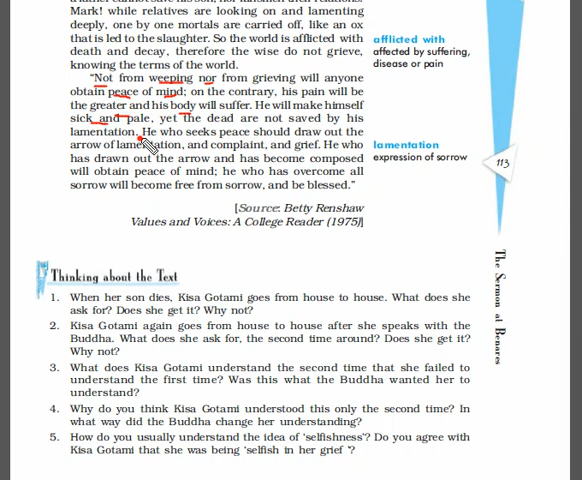 Mark! while relatives are looking on and lamenting
deeply, one by one mortals are carried off, like an ox
that is led to the slaughter. So the world is afflicted with
death and decay, therefore the wise do not grieve,
knowing the terms of the world.
“Not from weeping nor from grieving will anyone
obtain peace of mind; on the contrary, his pain will be
the greater and his body will suffer. He will make himself
sick and pale, yet the dead are not saved by his
lamentation. He who seeks peace should draw out the
arrow of lamentation, and complaint, and grief. He who
has drawn out the arrow and has become composed
will obtain peace of mind; he who has overcome all
sorrow will become free from sorrow, and be blessed.”
[Source: Betty Renshaw
Values and Voices: A College Reader (1975)]
afflicted with
affected by suffering,
disease or pain
lamentation
expression of sorrow
113
The Sermon at Benares
Thinking about the Text
1. When her son dies, Kisa Gotami goes from house to house. What does she
ask for? Does she get it? Why not?
2. Kisa Gotami again goes from house to house after she speaks with the
Buddha. What does she ask for, the second time around? Does she get it?
Why not?
3. What does Kisa Gotami understand the second time that she failed to
understand the first time? Was this what the Buddha wanted her to
understand?
4. Why do you think Kisa Gotami understood this only the second time? In
what way did the Buddha change her understanding?
5. How do you usually understand the idea of ‘selfishness’? Do you agree with
Kisa Gotami that she was being ‘selfish in her grief ’?